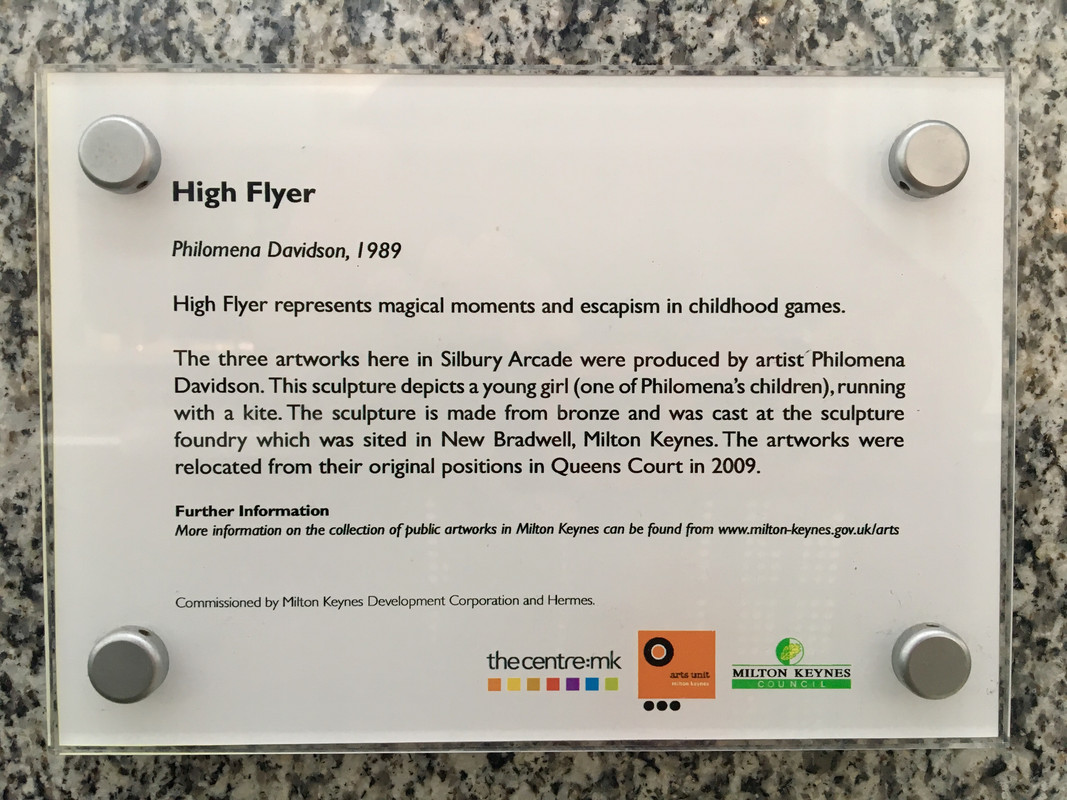 High Flyer
Philomena Davidson, 1989
High Flyer represents magical moments and escapism in childhood games.
The three artworks here in Silbury Arcade were produced by artist Philomena
Davidson. This sculpture depicts a young girl (one of Philomena's children), running
with a kite. The sculpture is made from bronze and was cast at the sculpture
foundry which was sited in New Bradwell, Milton Keynes. The artworks were
relocated from their original positions in Queens Court in 2009.
Further Information
More information on the collection of public artworks in Milton Keynes can be found from www.milton-keynes.gov.uk/arts
Commissioned by Milton Keynes Development Corporation and Hermes.
thecentre:mk
arts unit
milton keynes
MILTON KEYNES
COUNCIL